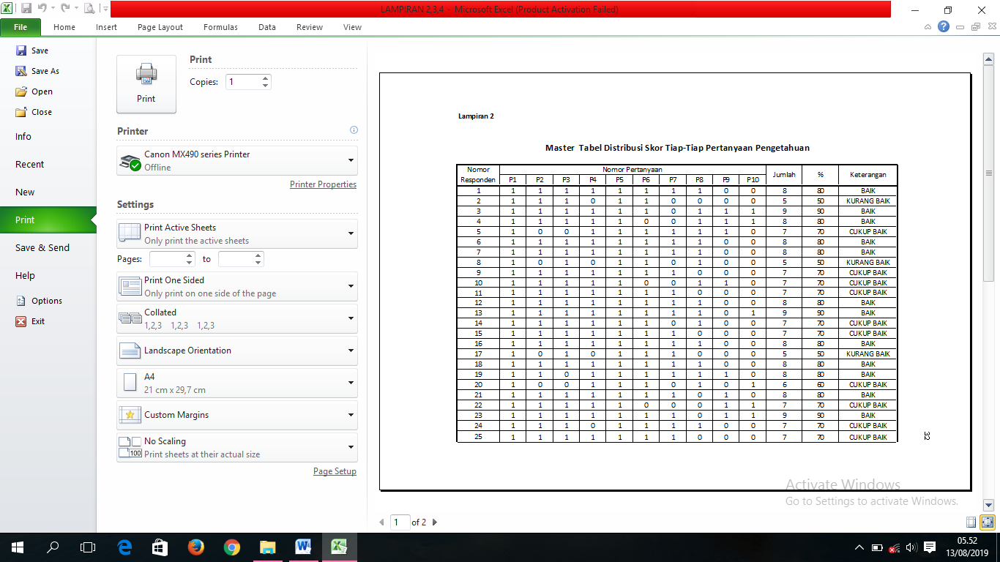 LAMPIRAN 2,3,4 - Microsoft Excel (Product Activation Failed)
File Home Insert Page Layout Formulas Data Review View
Save
Save As
Open
Close
Info
Recent
New
Print
Save & Send
Help
Options
Exit
Print
Print
Copies: 1
Printer
Canon MX490 series Printer
Offline
Printer Properties
Settings
Print Active Sheets
Only print the active sheets
Pages: to
Print One Sided
Only print on one side of the page
Collated
1,2,3 1,2,3 1,2,3
Landscape Orientation
A4
21 cm x 29,7 cm
Custom Margins
No Scaling
100
Print sheets at their actual size
Page Setup
Lampiran 2
Master Tabel Distribusi Skor Tiap-Tiap Pertanyaan Pengetahuan
Nomor Responden Nomor Pertanyaan Jumlah % Keterangan
P1 P2 P3 P4 P5 P6 P7 P8 P9 P10
1 1 1 1 1 1 1 1 1 0 0 8 80 BAIK
2 1 1 1 0 1 1 0 0 0 0 5 50 KURANG BAIK
3 1 1 1 1 1 1 0 1 1 1 9 90 BAIK
4 1 1 1 1 1 0 0 1 1 1 8 80 BAIK
5 1 0 0 1 1 1 1 1 1 0 7 70 CUKUP BAIK
6 1 1 1 1 1 1 1 1 0 0 8 80 BAIK
7 1 1 1 1 1 1 1 1 0 0 8 80 BAIK
8 1 0 1 0 1 1 0 1 0 0 5 50 KURANG BAIK
9 1 1 1 1 1 1 1 0 0 0 7 70 CUKUP BAIK
10 1 1 1 1 1 0 0 1 1 0 7 70 CUKUP BAIK
11 1 1 1 1 1 1 1 0 0 0 7 70 CUKUP BAIK
12 1 1 1 1 1 1 1 1 0 0 8 80 BAIK
13 1 1 1 1 1 1 1 1 0 1 9 90 BAIK
14 1 1 1 1 1 1 0 1 0 0 7 70 CUKUP BAIK
15 1 1 1 1 1 1 1 0 0 0 7 70 CUKUP BAIK
16 1 1 1 1 1 1 1 1 0 0 8 80 BAIK
17 1 0 1 0 1 1 1 0 0 0 5 50 KURANG BAIK
18 1 1 1 1 1 1 1 1 0 0 8 80 BAIK
19 1 1 0 1 1 1 1 1 1 0 8 80 BAIK
20 1 0 0 1 1 1 0 1 0 1 6 60 CUKUP BAIK
21 1 1 1 1 1 1 1 0 1 0 8 80 BAIK
22 1 1 1 1 1 0 0 0 1 1 7 70 CUKUP BAIK
23 1 1 1 1 1 1 1 0 1 1 9 90 BAIK
24 1 1 1 0 1 1 1 1 0 0 7 70 CUKUP BAIK
25 1 1 1 1 1 1 1 0 0 0 7 70 CUKUP BAIK
32
Activate Windows
Go to Settings to activate Windows.
1 of 2
05.52
13/08/2019